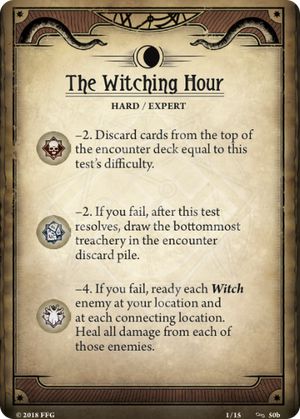 The Witching Hour
HARD / EXPERT
–2. Discard cards from the top of
the encounter deck equal to this
test's difficulty.
–2. If you fail, after this test
resolves, draw the bottommost
treachery in the encounter
discard pile.
–4. If you fail, ready each Witch
enemy at your location and
at each connecting location.
Heal all damage from each of
those enemies.
© 2018 FFG 1/15 50b